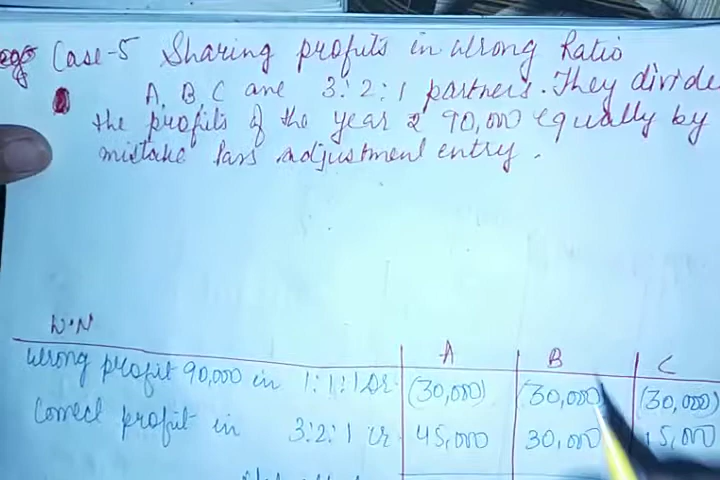 eg Case-5 Sharing profits in wrong Ratio
A, B, C are 3:2:1 partners. They divide
the profits of the year ₹ 90,000 equally by
mistake Pass adjustment entry.
W.N
A B C
wrong profit 90,000 in 1:1:1 Dr. (30,000) (30,000) (30,000)
Correct profit in 3:2:1 cr 45,000 30,000 15,000